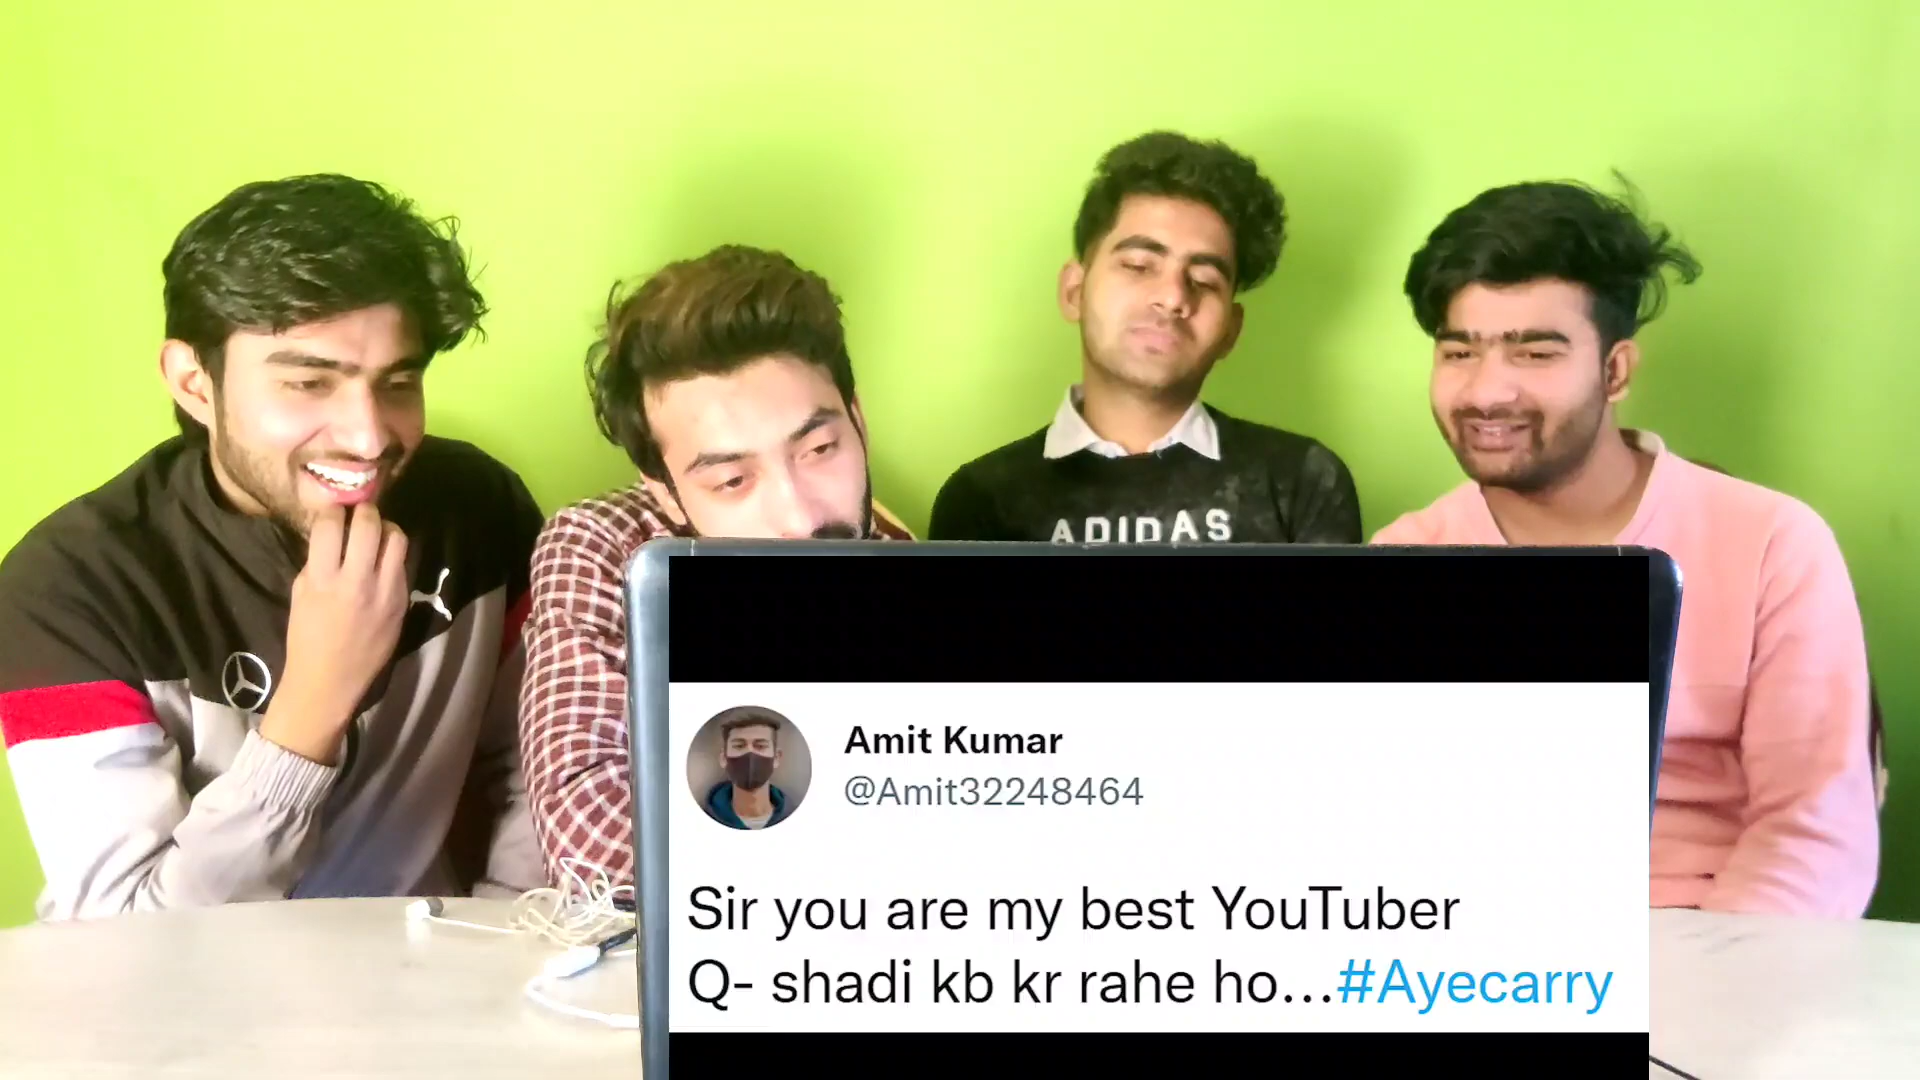 ADIDAS
Amit Kumar
@Amit32248464
Sir you are my best YouTuber
Q- shadi kb kr rahe ho...#Ayecarry